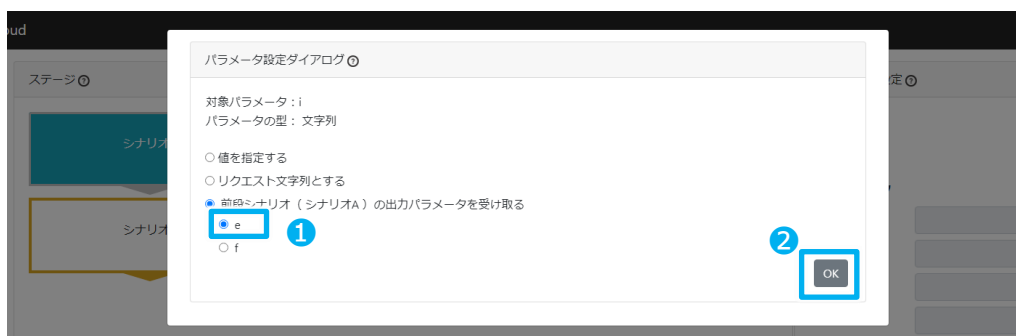 oud
パラメータ設定ダイアログ
ステージ
定
対象パラメータ：i
パラメータの型： 文字列
シナリオ
値を指定する
リクエスト文字列とする
前段シナリオ（シナリオA）の出力パラメータを受け取る
シナリオ
e
1
2
f
OK